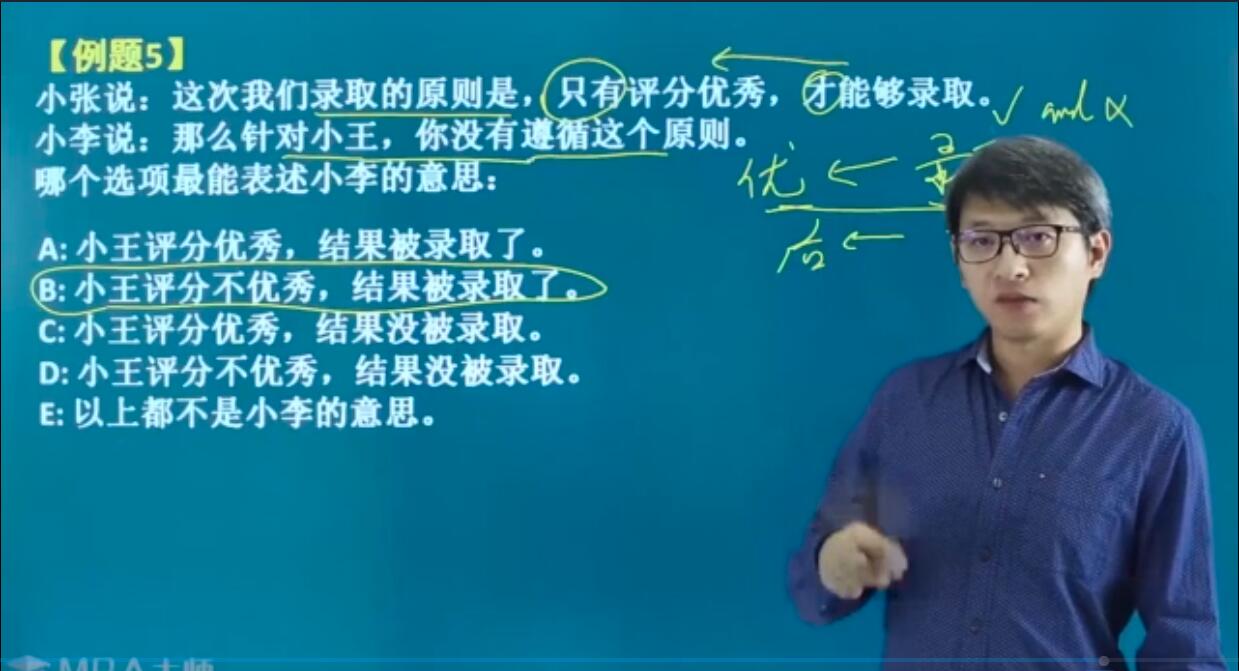 【例题5】
小张说：这次我们录取的原则是，只有评分优秀，才能够录取。
小李说：那么针对小王，你没有遵循这个原则。
哪个选项最能表述小李的意思：
√ and α
优 ←
否 ←
A: 小王评分优秀，结果被录取了。
B: 小王评分不优秀，结果被录取了。
C: 小王评分优秀，结果没被录取。
D: 小王评分不优秀，结果没被录取。
E: 以上都不是小李的意思。
MBA大师